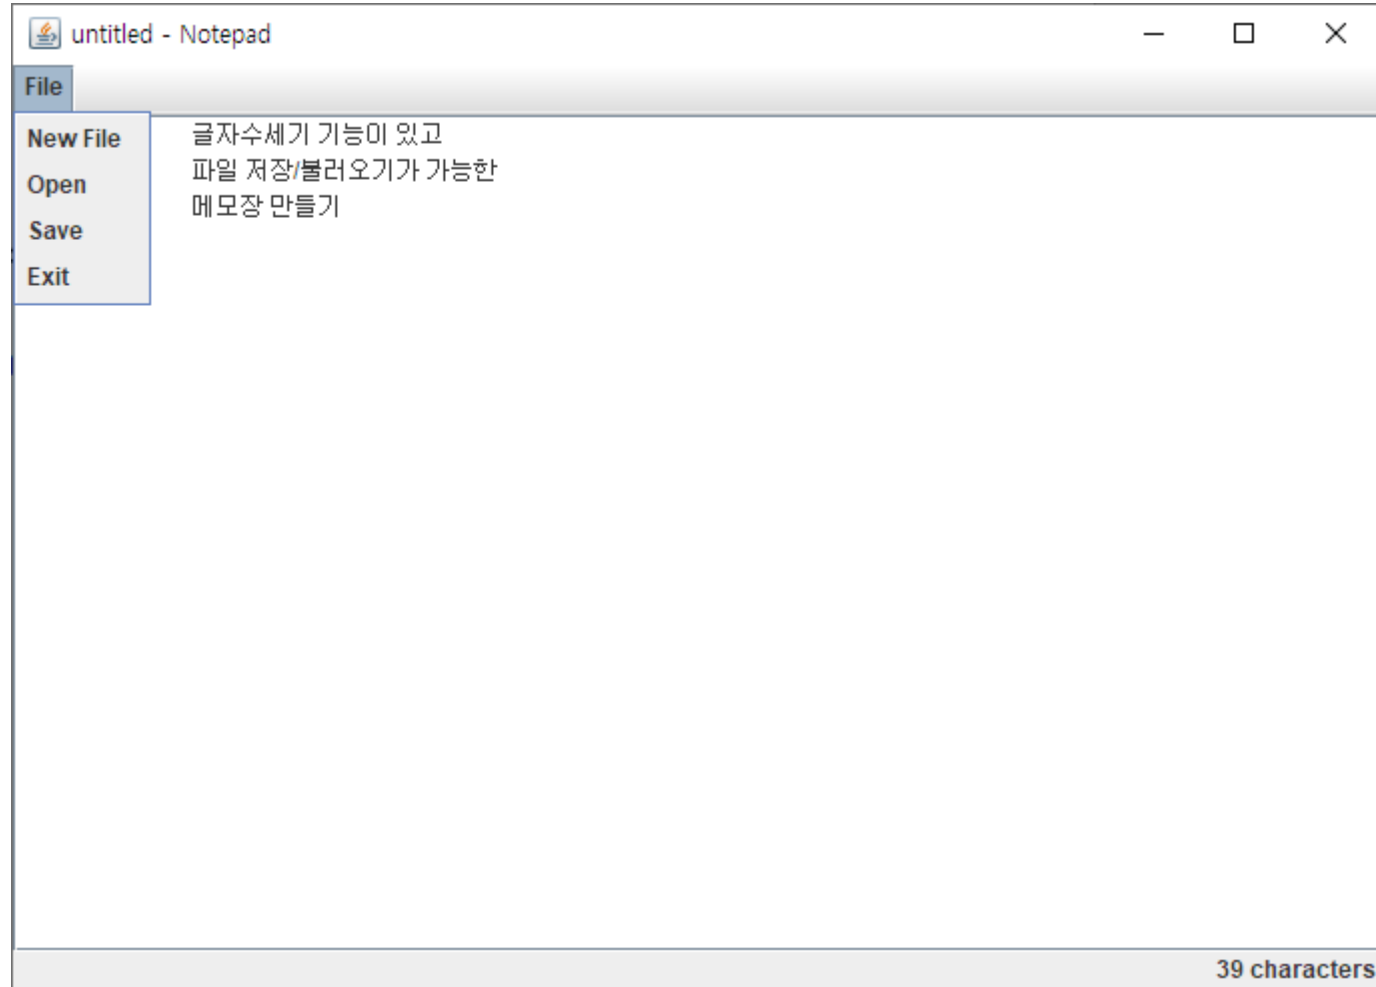 untitled - Notepad
File
New File
Open
Save
Exit
글자수세기 기능이 있고
파일 저장/불러오기가 가능한
메모장 만들기
39 characters